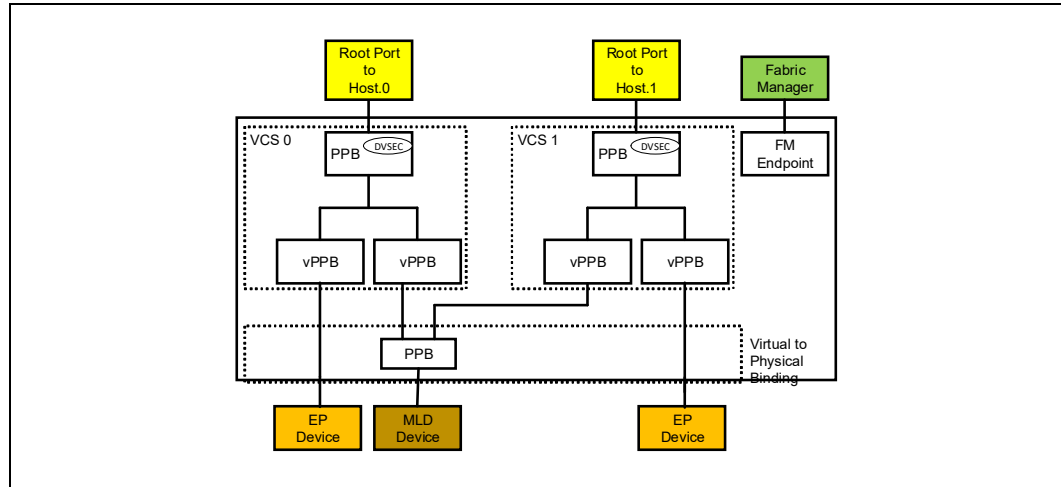 Root Port
to
Host.0
Root Port
to
Host.1
Fabric
Manager
VCS 0
PPB
DVSEC
VCS 1
PPB
DVSEC
FM
Endpoint
vPPB
vPPB
vPPB
vPPB
PPB
Virtual to
Physical
Binding
EP
Device
MLD
Device
EP
Device